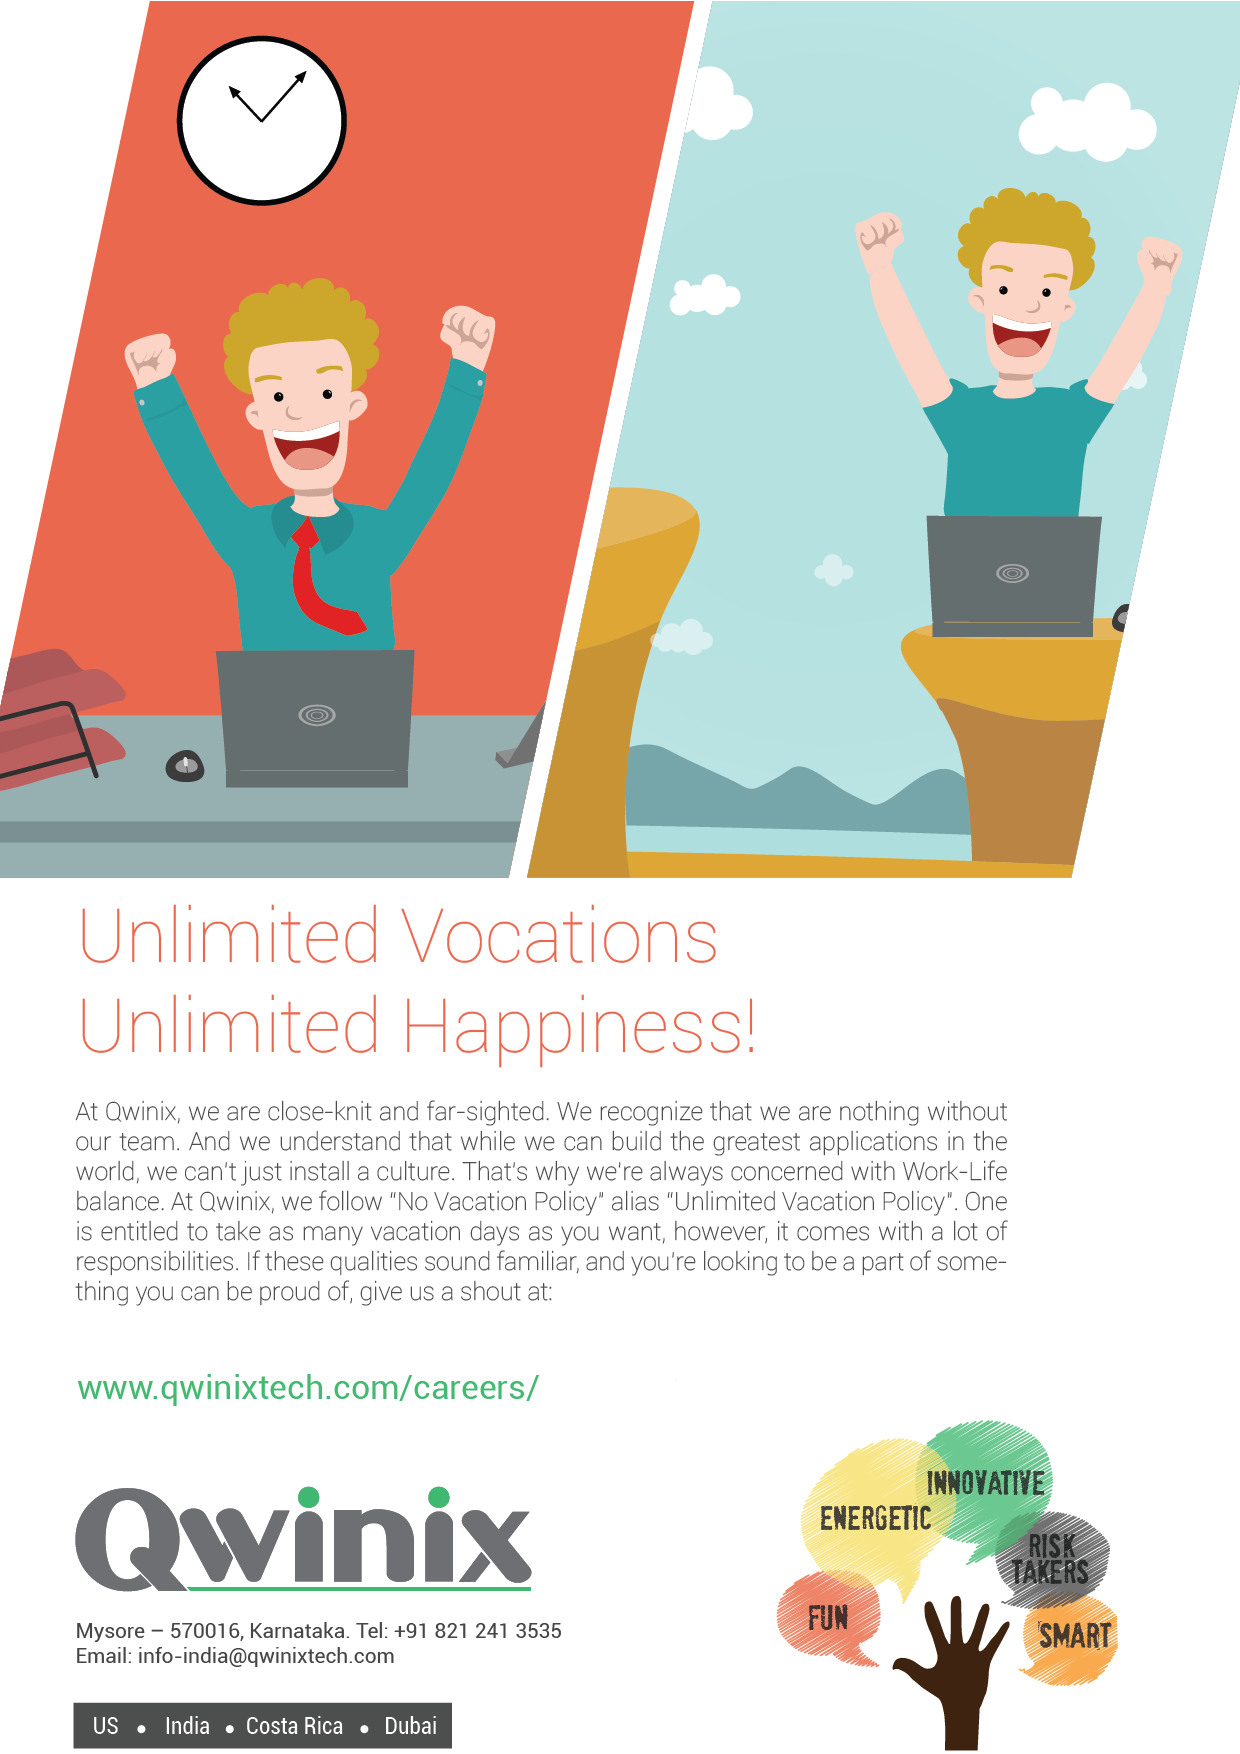 Unlimited Vocations
Unlimited Happiness!
At Qwinix, we are close-knit and far-sighted. We recognize that we are nothing without
our team. And we understand that while we can build the greatest applications in the
world, we can't just install a culture. That's why we're always concerned with Work-Life
balance. At Qwinix, we follow “No Vacation Policy” alias “Unlimited Vacation Policy”. One
is entitled to take as many vacation days as you want, however, it comes with a lot of
responsibilities. If these qualities sound familiar, and you're looking to be a part of some-
thing you can be proud of, give us a shout at:
www.qwinixtech.com/careers/
Qwinix
Mysore – 570016, Karnataka. Tel: +91 821 241 3535
Email: info-india@qwinixtech.com
US • India • Costa Rica • Dubai
INNOVATIVE
ENERGETIC
RISK
TAKERS
FUN
SMART